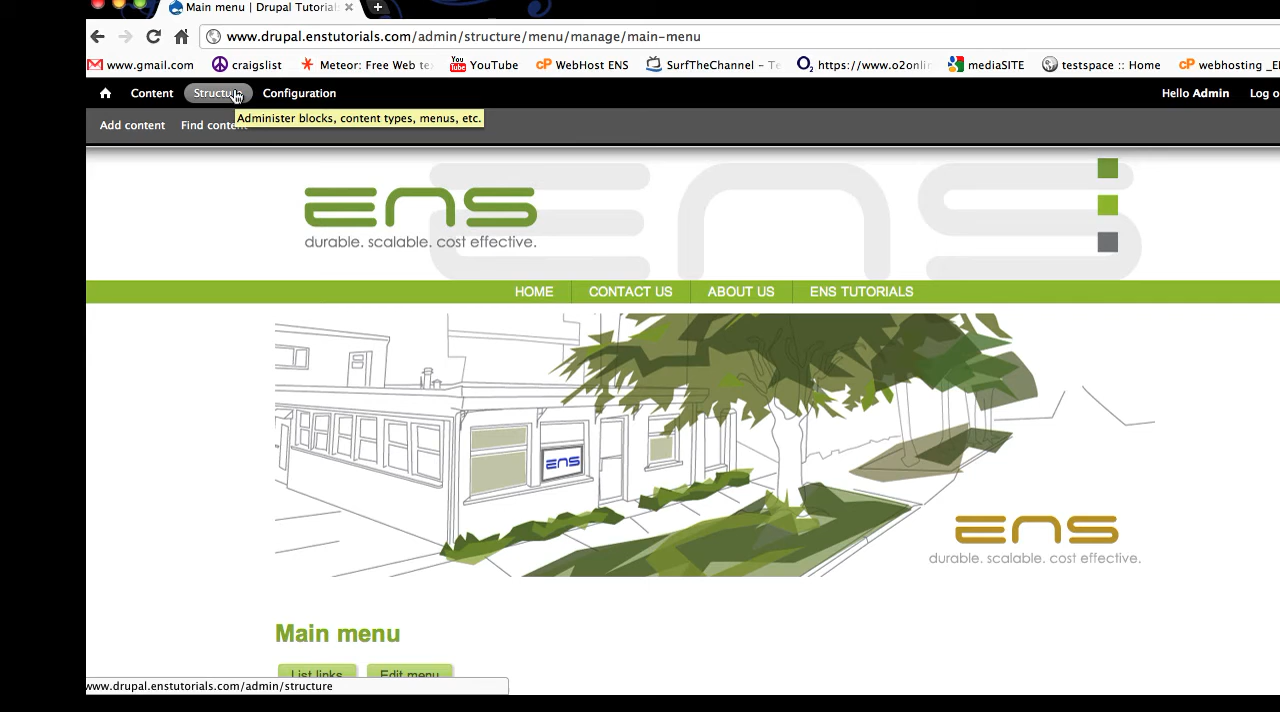 Main menu | Drupal Tutorials
www.drupal.enstutorials.com/admin/structure/menu/manage/main-menu
www.gmail.com craigslist Meteor: Free Web te YouTube WebHost ENS SurfTheChannel - Te https://www.o2onlin mediaSITE testspace :: Home webhosting _E
Content Structure Configuration Hello Admin Log o
Administer blocks, content types, menus, etc.
Add content Find content
ens
durable. scalable. cost effective.
ens
HOME CONTACT US ABOUT US ENS TUTORIALS
ens
ens
durable. scalable. cost effective.
Main menu
List links Edit menu
www.drupal.enstutorials.com/admin/structure